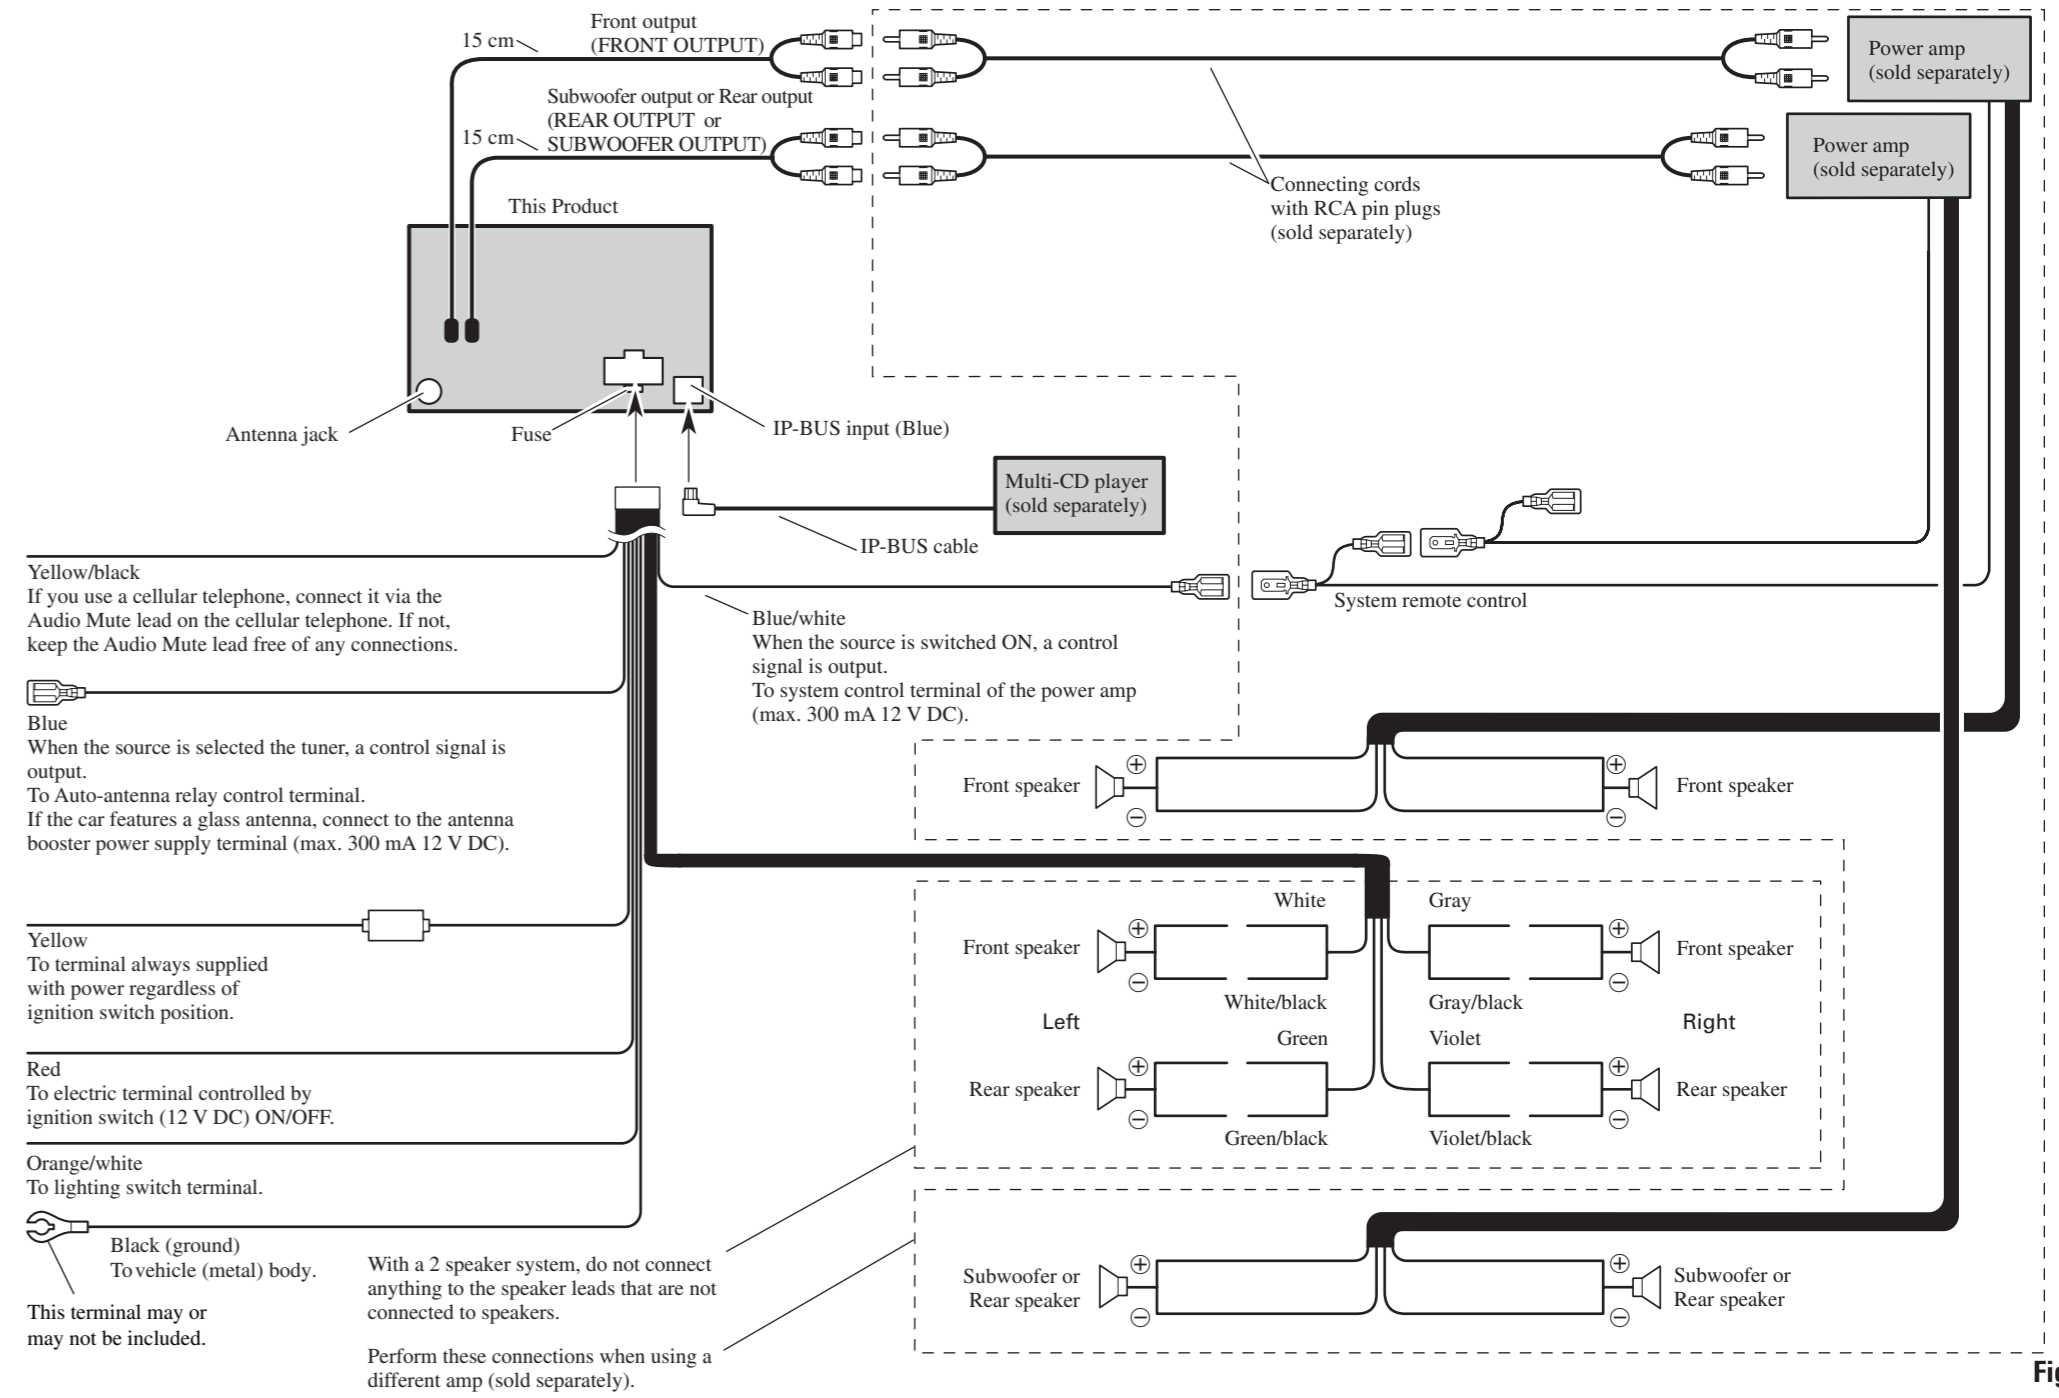 Front output
(FRONT OUTPUT)
15 cm
Power amp
(sold separately)
Subwoofer output or Rear output
(REAR OUTPUT or
SUBWOOFER OUTPUT)
15 cm
Power amp
(sold separately)
Connecting cords
with RCA pin plugs
(sold separately)
This Product
Antenna jack
Fuse
IP-BUS input (Blue)
Multi-CD player
(sold separately)
IP-BUS cable
Yellow/black
If you use a cellular telephone, connect it via the
Audio Mute lead on the cellular telephone. If not,
keep the Audio Mute lead free of any connections.
System remote control
Blue/white
When the source is switched ON, a control
signal is output.
To system control terminal of the power amp
(max. 300 mA 12 V DC).
Blue
When the source is selected the tuner, a control signal is
output.
To Auto-antenna relay control terminal.
If the car features a glass antenna, connect to the antenna
booster power supply terminal (max. 300 mA 12 V DC).
Front speaker
+
−
+
−
Front speaker
Yellow
To terminal always supplied
with power regardless of
ignition switch position.
White
Gray
Front speaker
+
−
+
−
Front speaker
White/black
Gray/black
Left
Right
Green
Violet
Rear speaker
+
−
+
−
Rear speaker
Green/black
Violet/black
Red
To electric terminal controlled by
ignition switch (12 V DC) ON/OFF.
Orange/white
To lighting switch terminal.
Black (ground)
To vehicle (metal) body.
This terminal may or
may not be included.
With a 2 speaker system, do not connect
anything to the speaker leads that are not
connected to speakers.
Perform these connections when using a
different amp (sold separately).
Subwoofer or
Rear speaker
+
−
+
−
Subwoofer or
Rear speaker